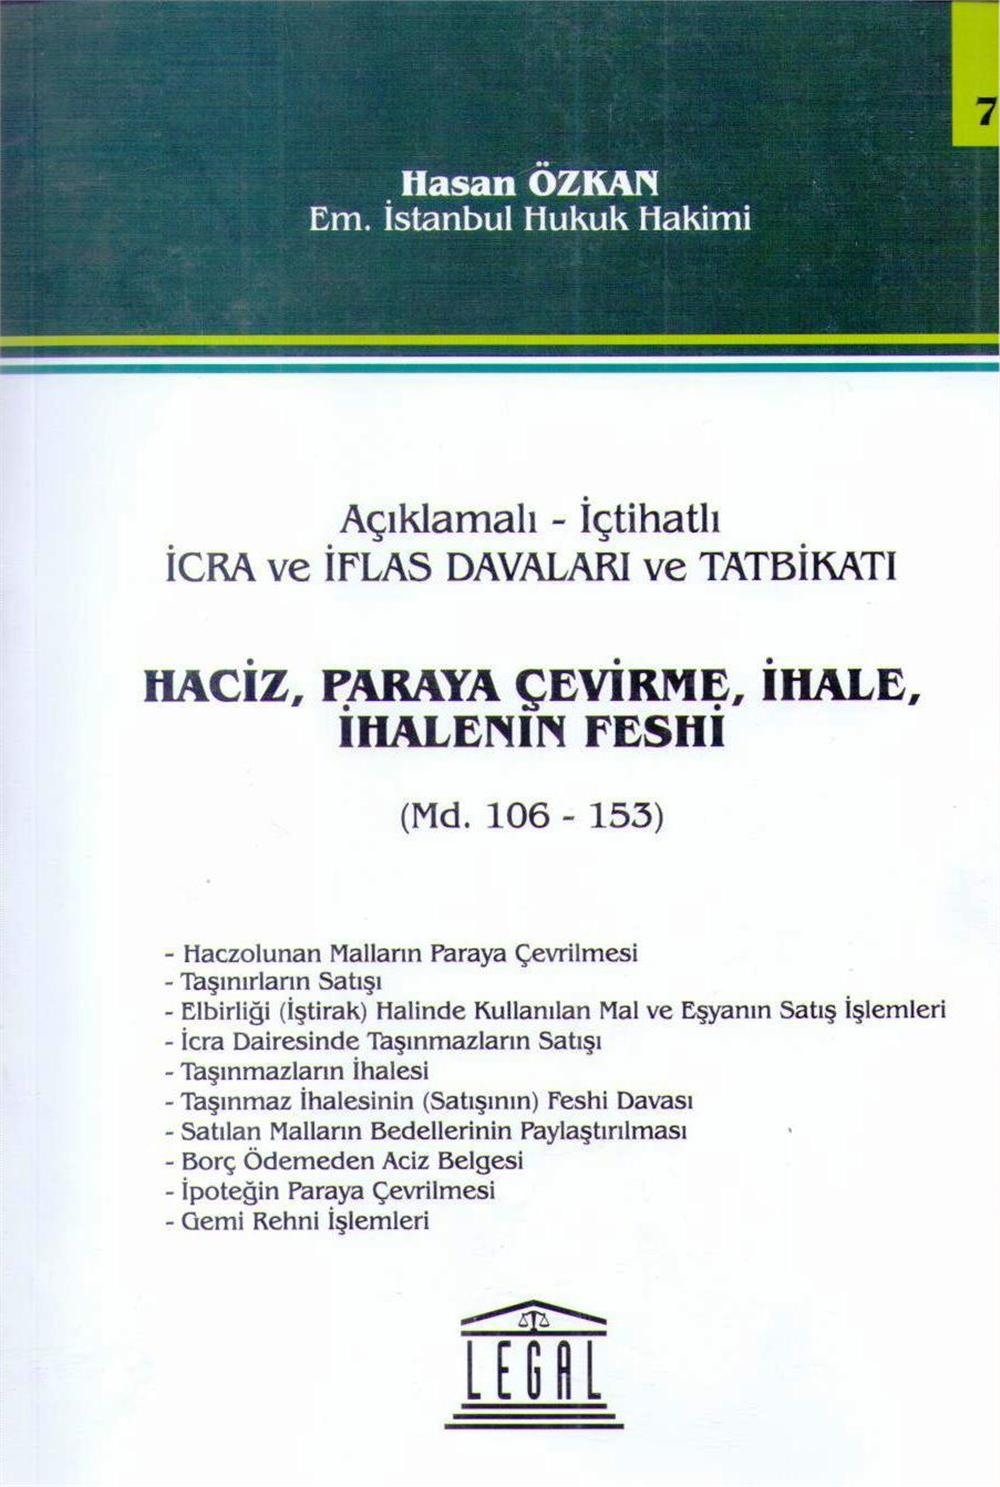 7
Hasan ÖZKAN
Em. İstanbul Hukuk Hakimi
Açıklamalı - İçtihatlı
İCRA ve İFLAS DAVALARI ve TATBİKATI
HACİZ, PARAYA ÇEVİRME, İHALE,
İHALENİN FESHİ
(Md. 106 - 153)
- Haczolunan Malların Paraya Çevrilmesi
- Taşınırların Satışı
- Elbirliği (İştirak) Halinde Kullanılan Mal ve Eşyanın Satış İşlemleri
- İcra Dairesinde Taşınmazların Satışı
- Taşınmazların İhalesi
- Taşınmaz İhalesinin (Satışının) Feshi Davası
- Satılan Malların Bedellerinin Paylaştırılması
- Borç Ödemeden Aciz Belgesi
- İpoteğin Paraya Çevrilmesi
- Gemi Rehni İşlemleri
LEGAL